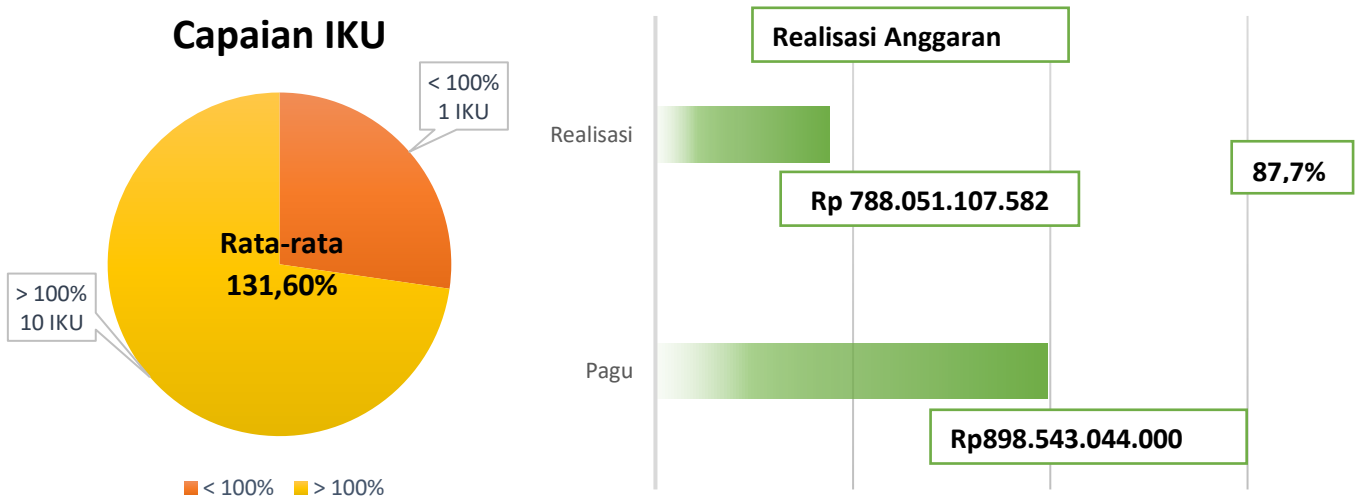 Capaian IKU
< 100%
1 IKU
Rata-rata
131,60%
> 100%
10 IKU
< 100%
> 100%
Realisasi Anggaran
Realisasi
87,7%
Rp 788.051.107.582
Pagu
Rp898.543.044.000